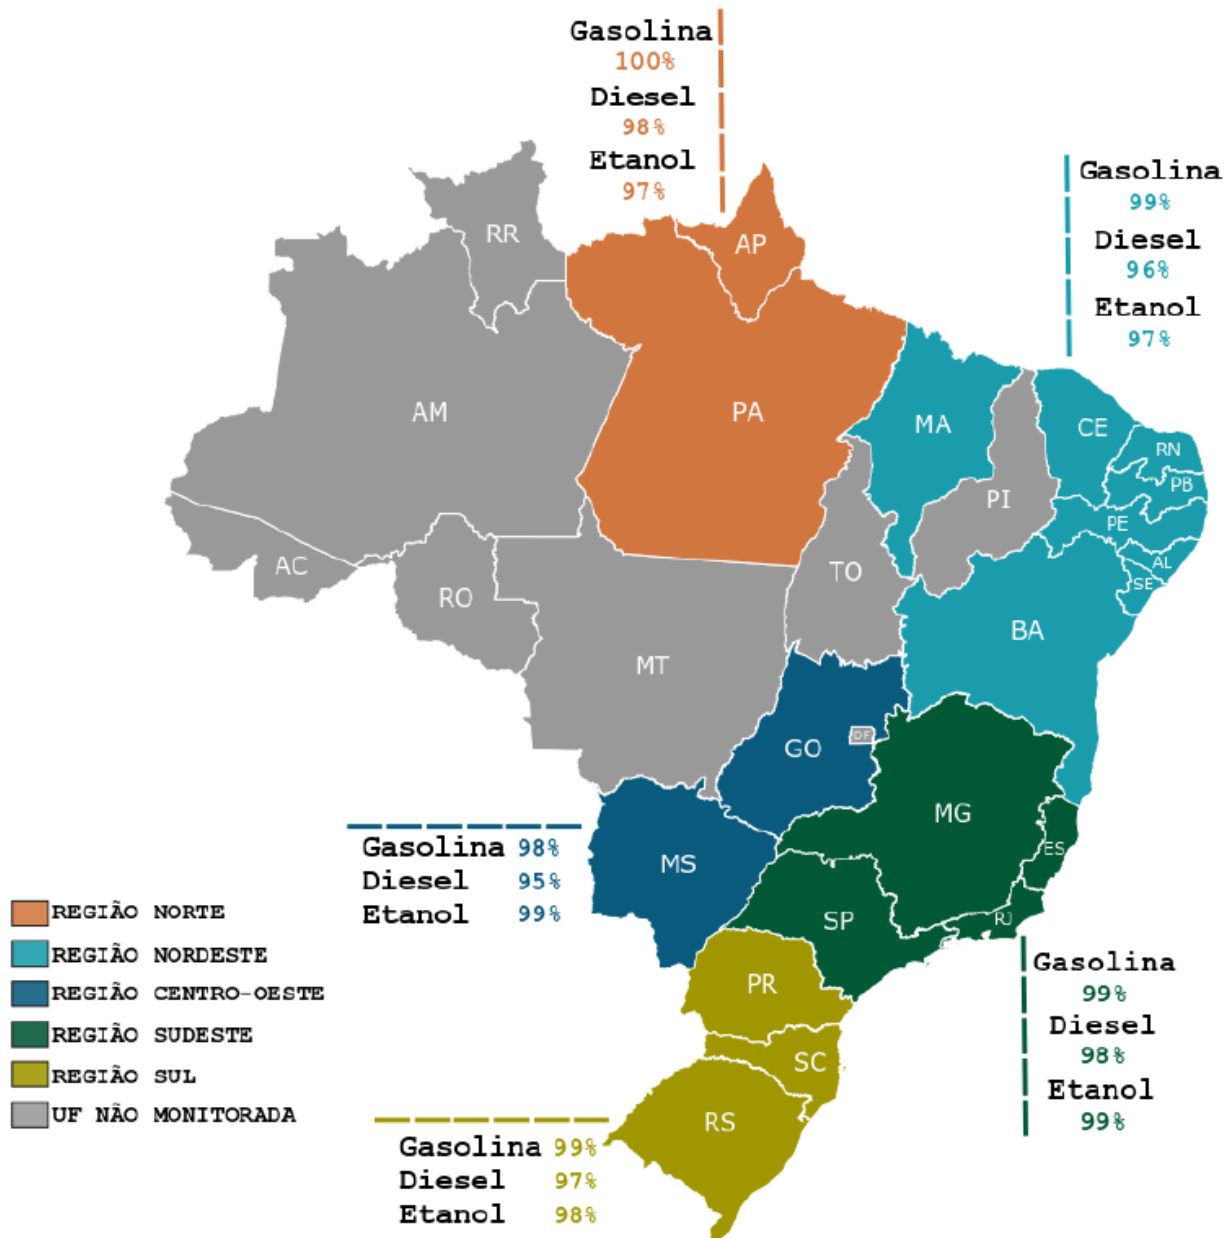 Gasolina
100%
Diesel
98%
Etanol
97%
Gasolina
99%
Diesel
96%
Etanol
97%
RR
AP
AM
PA
MA
CE
RN
PB
PI
PE
AL
SE
AC
RO
TO
BA
MT
GO
DF
MG
ES
MS
SP
RJ
PR
SC
RS
Gasolina 98%
Diesel 95%
Etanol 99%
REGIÃO NORTE
REGIÃO NORDESTE
REGIÃO CENTRO-OESTE
REGIÃO SUDESTE
REGIÃO SUL
UF NÃO MONITORADA
Gasolina
99%
Diesel
98%
Etanol
99%
Gasolina 99%
Diesel 97%
Etanol 98%